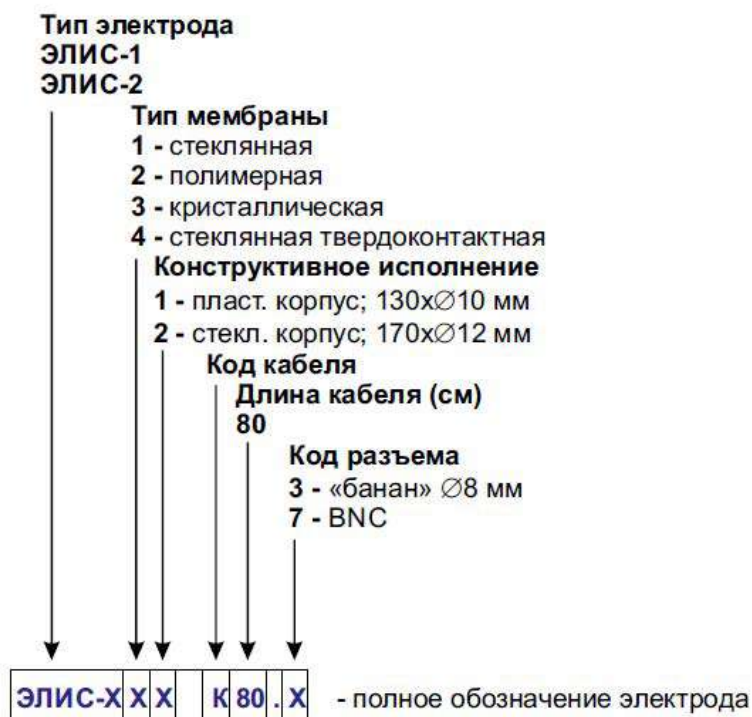 Тип электрода
ЭЛИС-1
ЭЛИС-2
Тип мембраны
1 - стеклянная
2 - полимерная
3 - кристаллическая
4 - стеклянная твердоконтактная
Конструктивное исполнение
1 - пласт. корпус; 130x∅10 мм
2 - стекл. корпус; 170x∅12 мм
Код кабеля
Длина кабеля (см)
80
Код разъема
3 - «банан» ∅8 мм
7 - BNC
ЭЛИС-Х Х Х К 80 . Х - полное обозначение электрода